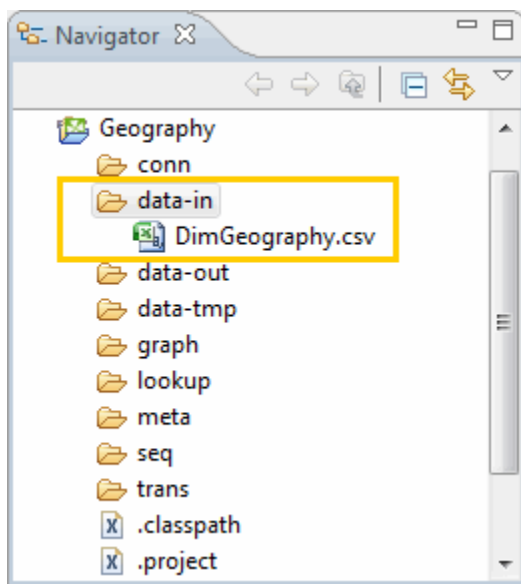 Navigator
Geography
conn
data-in
DimGeography.csv
data-out
data-tmp
graph
lookup
meta
seq
trans
.classpath
.project